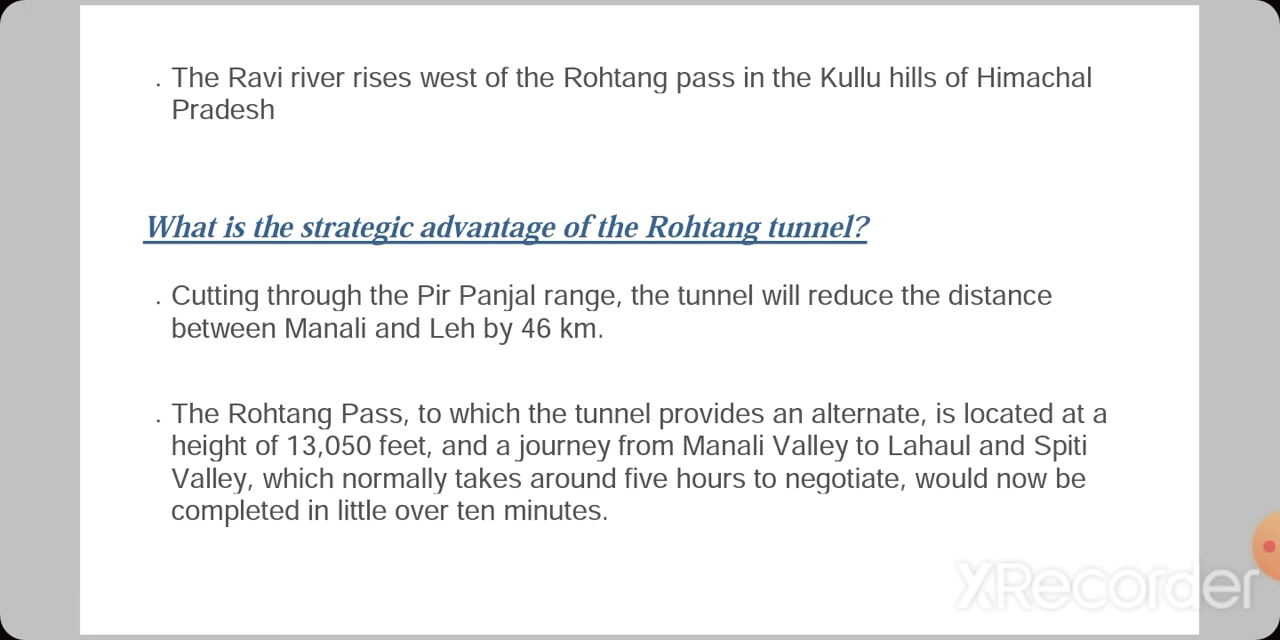 . The Ravi river rises west of the Rohtang pass in the Kullu hills of Himachal
Pradesh
What is the strategic advantage of the Rohtang tunnel?
. Cutting through the Pir Panjal range, the tunnel will reduce the distance
between Manali and Leh by 46 km.
. The Rohtang Pass, to which the tunnel provides an alternate, is located at a
height of 13,050 feet, and a journey from Manali Valley to Lahaul and Spiti
Valley, which normally takes around five hours to negotiate, would now be
completed in little over ten minutes.
XRecorder